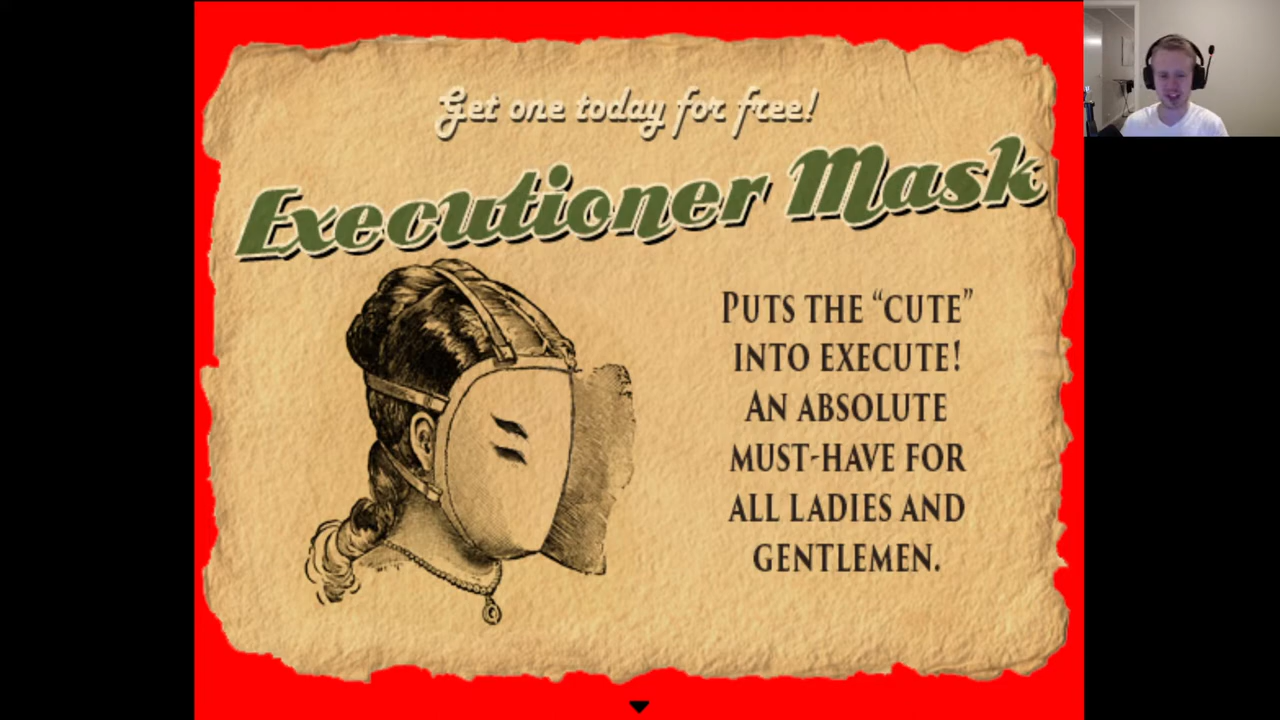 Get one today for free!
Executioner Mask
PUTS THE “CUTE”
INTO EXECUTE!
AN ABSOLUTE
MUST-HAVE FOR
ALL LADIES AND
GENTLEMEN.